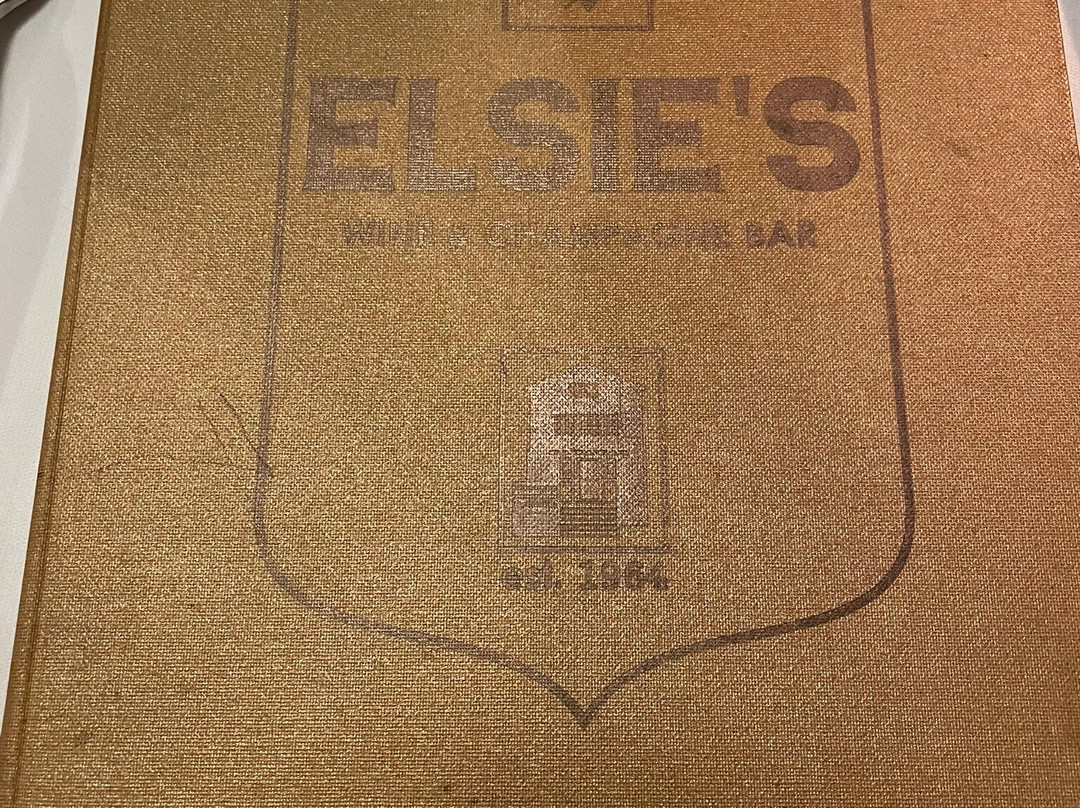 ELSIE'S
WINE & CHAMPAGNE BAR
est. 1964